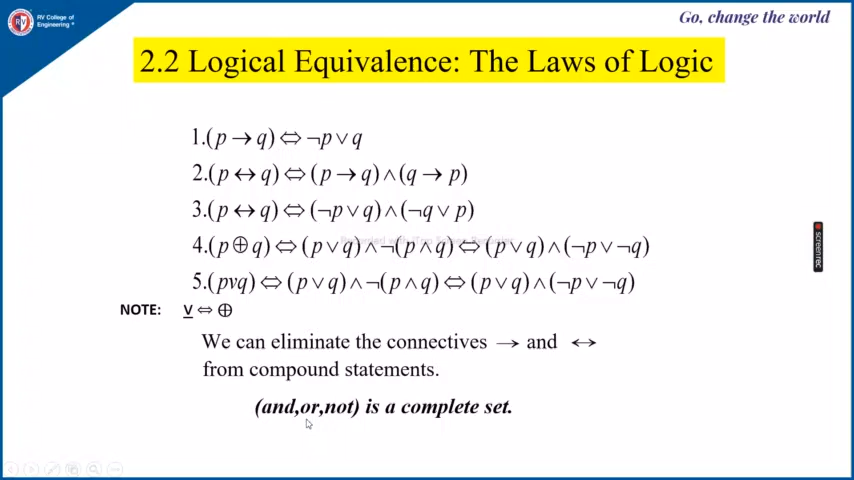 RV College of
Engineering
Go, change the world
2.2 Logical Equivalence: The Laws of Logic
1.(p → q) ⇔ ¬p ∨ q
2.(p ↔ q) ⇔ (p → q) ∧ (q → p)
3.(p ↔ q) ⇔ (¬p ∨ q) ∧ (¬q ∨ p)
4.(p ⊕ q) ⇔ (p ∨ q) ∧ ¬(p ∧ q) ⇔ (p ∨ q) ∧ (¬p ∨ ¬q)
5.(pvq) ⇔ (p ∨ q) ∧ ¬(p ∧ q) ⇔ (p ∨ q) ∧ (¬p ∨ ¬q)
NOTE: V ⇔ ⊕
We can eliminate the connectives → and ↔
from compound statements.
(and,or,not) is a complete set.
screenrec